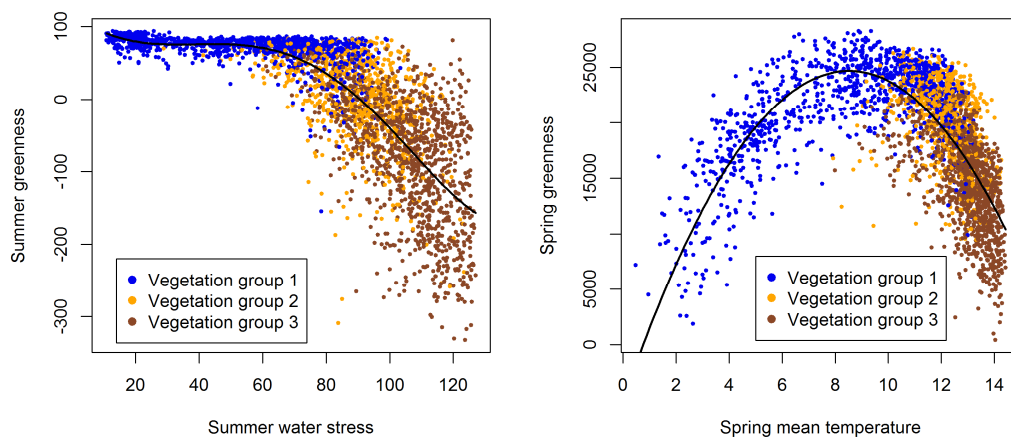 Summer greenness
100
0
-100
-200
-300
Vegetation group 1
Vegetation group 2
Vegetation group 3
20 40 60 80 100 120
Summer water stress
Spring greenness
25000
15000
5000
0
Vegetation group 1
Vegetation group 2
Vegetation group 3
0 2 4 6 8 10 12 14
Spring mean temperature